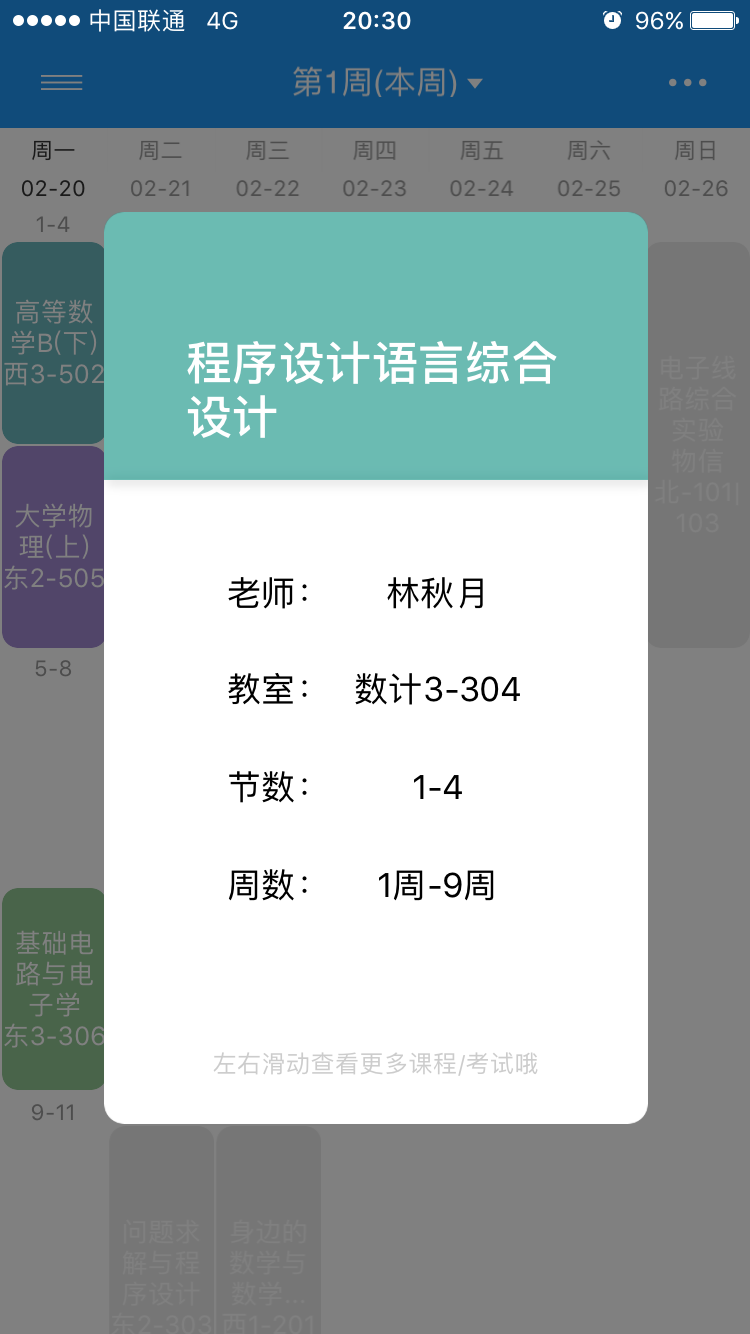 中国联通 4G 20:30 96%
第1周(本周)
周一 周二 周三 周四 周五 周六 周日
02-20 02-21 02-22 02-23 02-24 02-25 02-26
1-4
高等数
学B(下)
西3-502
大学物
理(上)
东2-505
5-8
基础电
路与电
子学
东3-306
9-11
程序设计语言综合
设计
老师: 林秋月
教室: 数计3-304
节数: 1-4
周数: 1周-9周
左右滑动查看更多课程/考试哦
电子线
路综合
实验
物信
北-101|
103
问题求
解与程
序设计
东2-303
身边的
数学与
数学...
西1-201